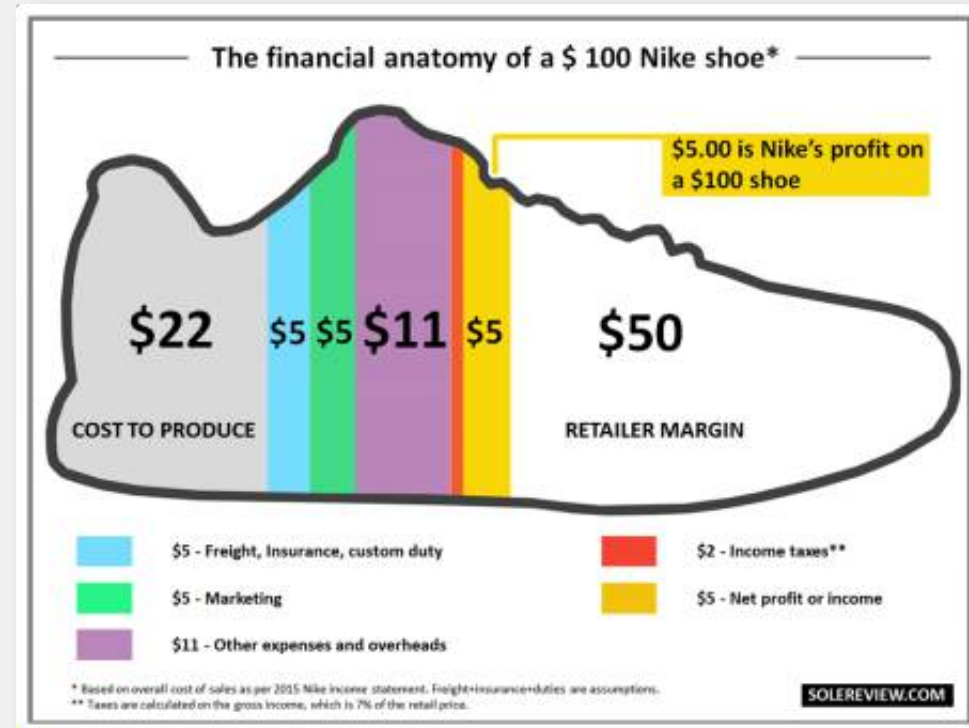 The financial anatomy of a $ 100 Nike shoe*
$5.00 is Nike's profit on
a $100 shoe
$22
$5
$5
$11
$5
$50
COST TO PRODUCE
RETAILER MARGIN
$5 - Freight, Insurance, custom duty
$2 - Income taxes**
$5 - Marketing
$5 - Net profit or income
$11 - Other expenses and overheads
* Based on overall cost of sales as per 2015 Nike income statement. Freight+insurance+duties are assumptions.
** Taxes are calculated on the gross income, which is 7% of the retail price.
SOLEREVIEW.COM